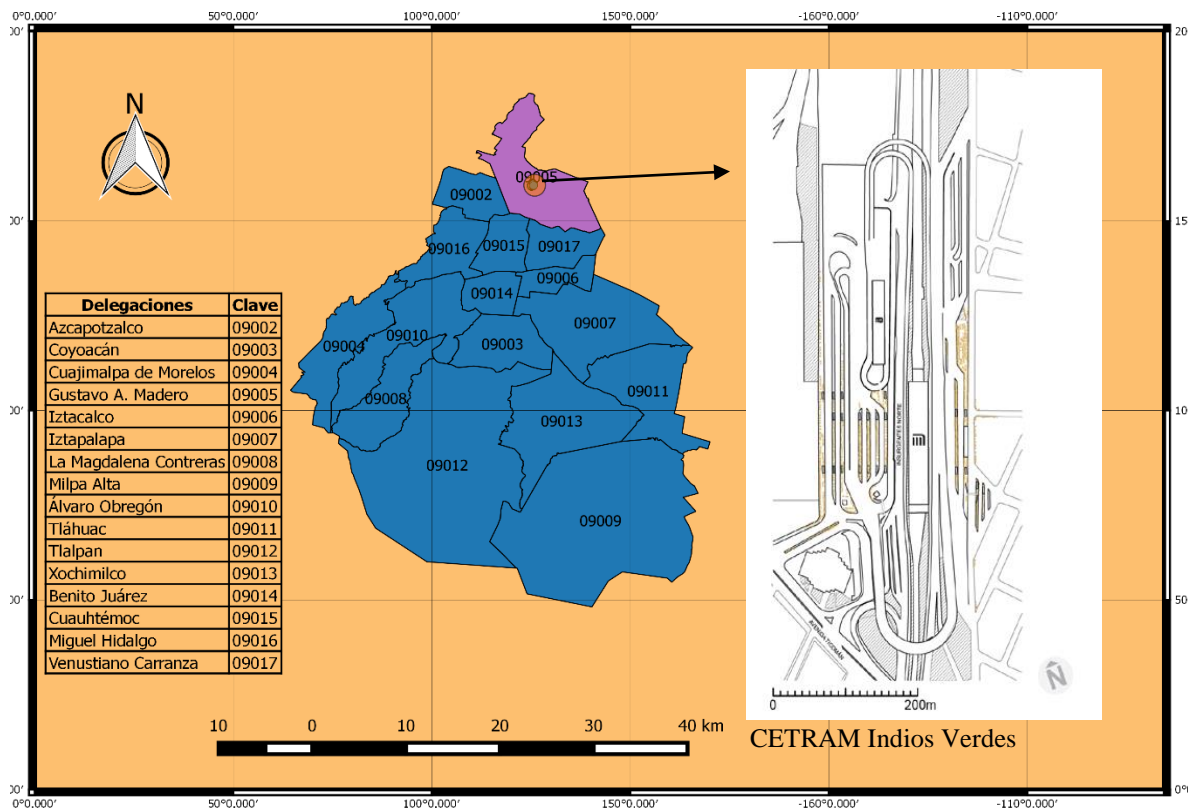 0°0.000′ 50°0.000′ 100°0.000′ 150°0.000′ -160°0.000′ -110°0.000′
N
09005
09002
09016 09015 09017
09006
09014
09007
09010
09004 09003
09011
09008
09013
09012
09009
Delegaciones Clave
Azcapotzalco 09002
Coyoacán 09003
Cuajimalpa de Morelos 09004
Gustavo A. Madero 09005
Iztacalco 09006
Iztapalapa 09007
La Magdalena Contreras 09008
Milpa Alta 09009
Álvaro Obregón 09010
Tláhuac 09011
Tlalpan 09012
Xochimilco 09013
Benito Juárez 09014
Cuauhtémoc 09015
Miguel Hidalgo 09016
Venustiano Carranza 09017
INSURGENTES NORTE
AVENIDA TICOMÁN
N
0 200m
10 0 10 20 30 40 km
CETRAM Indios Verdes
0°0.000′ 50°0.000′ 100°0.000′ 150°0.000′ -160°0.000′ -110°0.000′